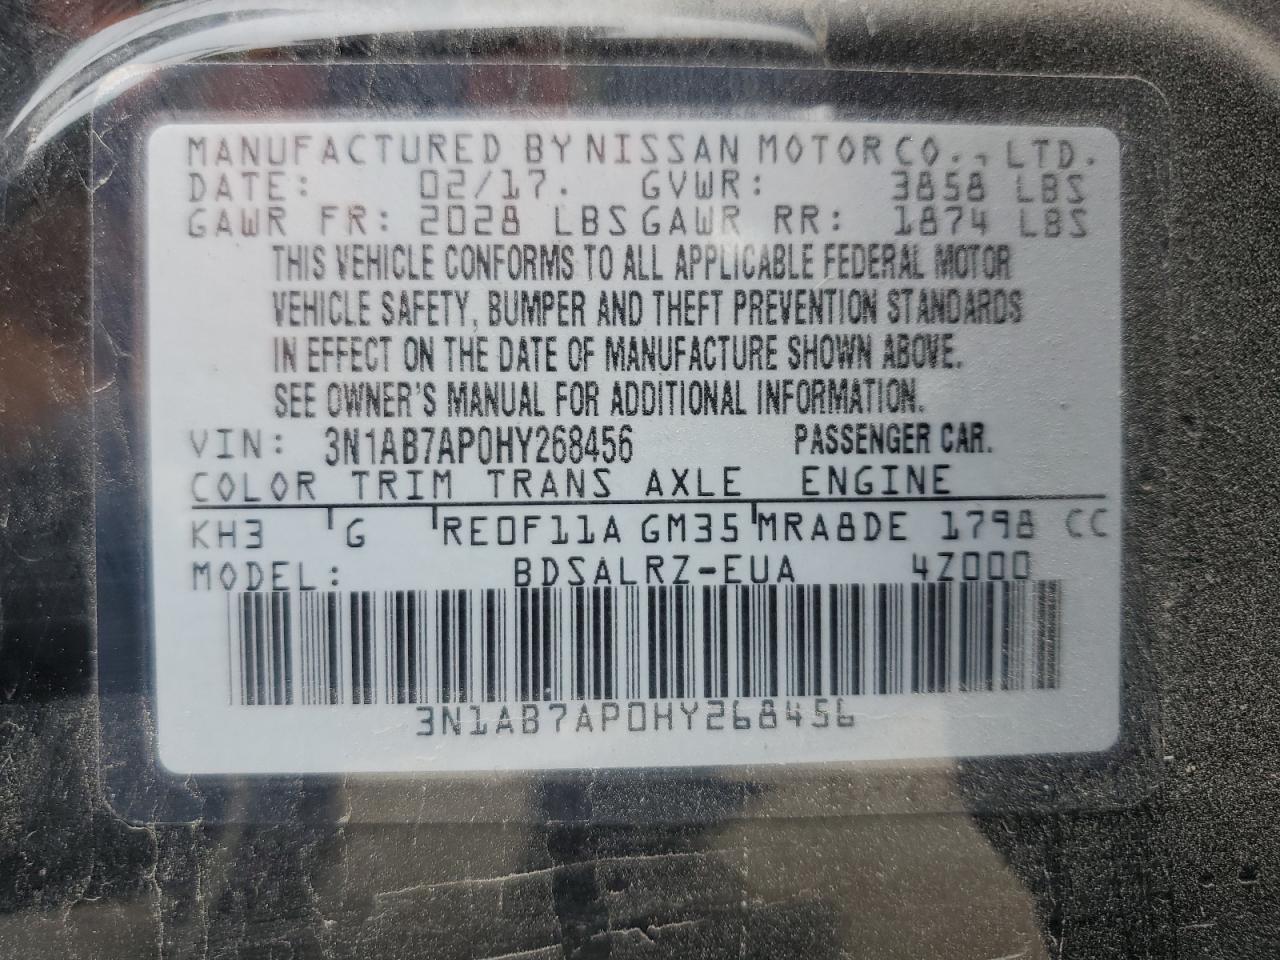 MANUFACTURED BY NISSAN MOTOR CO., LTD.
DATE: 02/17. GVWR: 3858 LBS
GAWR FR: 2028 LBS GAWR RR: 1874 LBS
THIS VEHICLE CONFORMS TO ALL APPLICABLE FEDERAL MOTOR
VEHICLE SAFETY, BUMPER AND THEFT PREVENTION STANDARDS
IN EFFECT ON THE DATE OF MANUFACTURE SHOWN ABOVE.
SEE OWNER'S MANUAL FOR ADDITIONAL INFORMATION.
VIN: 3N1AB7AP0HY268456 PASSENGER CAR.
COLOR TRIM TRANS AXLE ENGINE
KH3 G RE0F11A GM35 MRA8DE 1798 CC
MODEL: BDSALRZ-EUA 4Z000
3N1AB7AP0HY268456